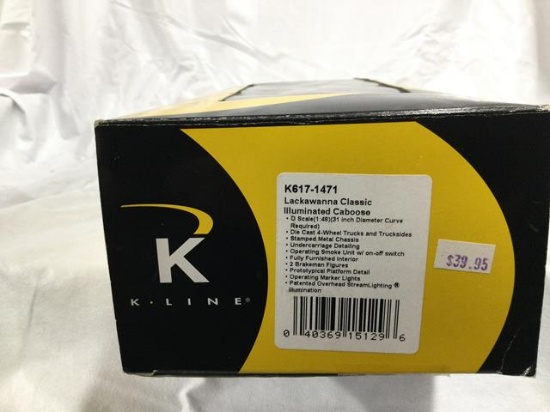 K617-1471
Lackawanna Classic
Illuminated Caboose
• O Scale(1:48)(31 Inch Diameter Curve
Required)
• Die Cast 4-Wheel Trucks and Trucksides
• Stamped Metal Chassis
• Undercarriage Detailing
• Operating Smoke Unit w/ on-off switch
• Fully Furnished Interior
• 2 Brakeman Figures
• Prototypical Platform Detail
• Operating Marker Lights
• Patented Overhead StreamLighting ®
Illumination
0 40369 15129 6
$39.95
K
K·LINE®